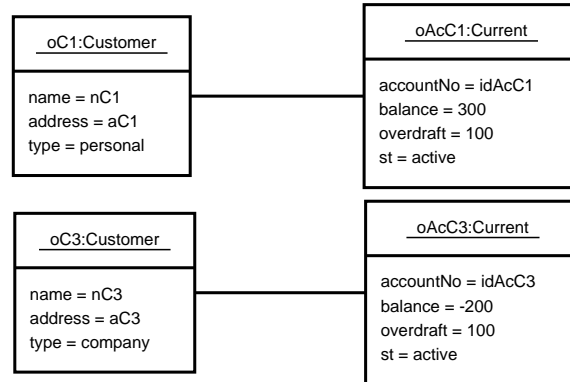 oC1:Customer
name = nC1
address = aC1
type = personal
oAcC1:Current
accountNo = idAcC1
balance = 300
overdraft = 100
st = active
oC3:Customer
name = nC3
address = aC3
type = company
oAcC3:Current
accountNo = idAcC3
balance = -200
overdraft = 100
st = active